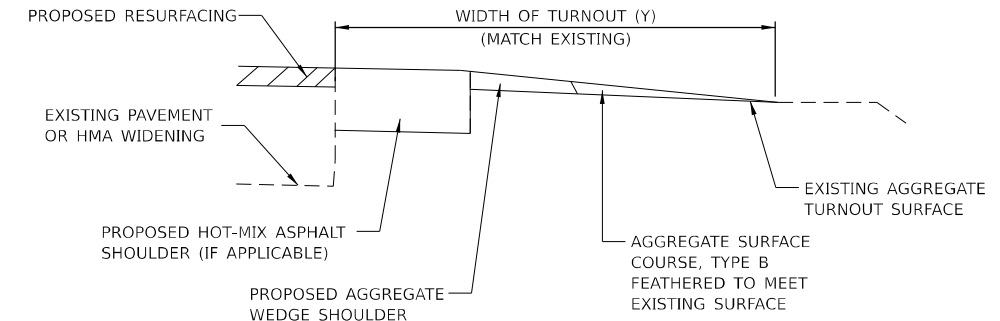 PROPOSED RESURFACING
WIDTH OF TURNOUT (Y)
(MATCH EXISTING)
EXISTING PAVEMENT
OR HMA WIDENING
EXISTING AGGREGATE
TURNOUT SURFACE
PROPOSED HOT-MIX ASPHALT
SHOULDER (IF APPLICABLE)
AGGREGATE SURFACE
COURSE, TYPE B
FEATHERED TO MEET
EXISTING SURFACE
PROPOSED AGGREGATE
WEDGE SHOULDER